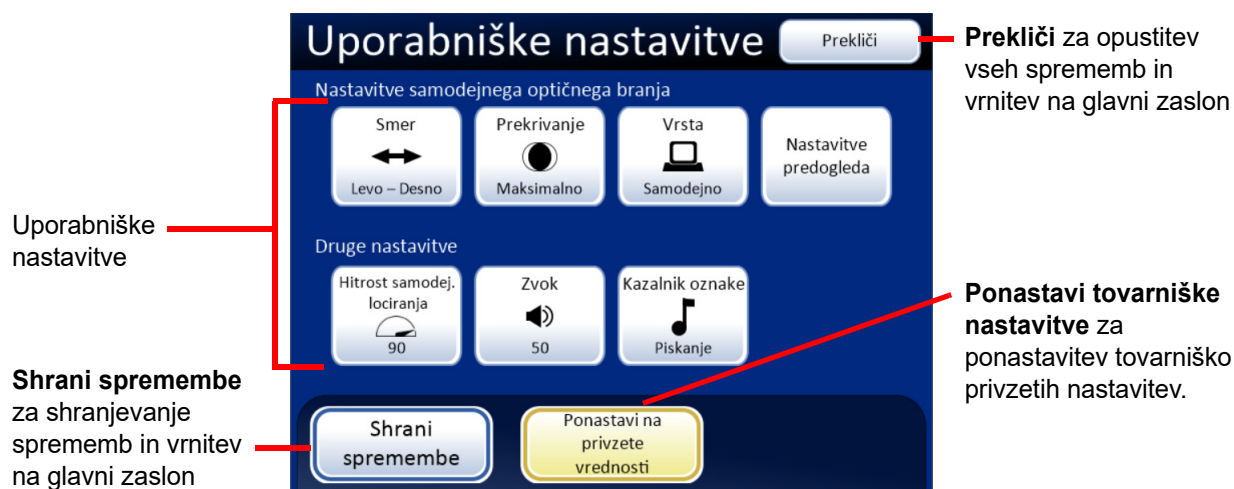 Uporabniške nastavitve
Prekliči
Nastavitve samodejnega optičnega branja
Smer
Levo – Desno
Prekrivanje
Maksimalno
Vrsta
Samodejno
Nastavitve
predogleda
Druge nastavitve
Hitrost samodej.
lociranja
90
Zvok
50
Kazalnik oznake
Piskanje
Shrani
spremembe
Ponastavi na
privzete
vrednosti
Uporabniške
nastavitve
Shrani spremembe
za shranjevanje
sprememb in vrnitev
na glavni zaslon
Prekliči za opustitev
vseh sprememb in
vrnitev na glavni zaslon
Ponastavi tovarniške
nastavitve za
ponastavitev tovarniško
privzetih nastavitev.